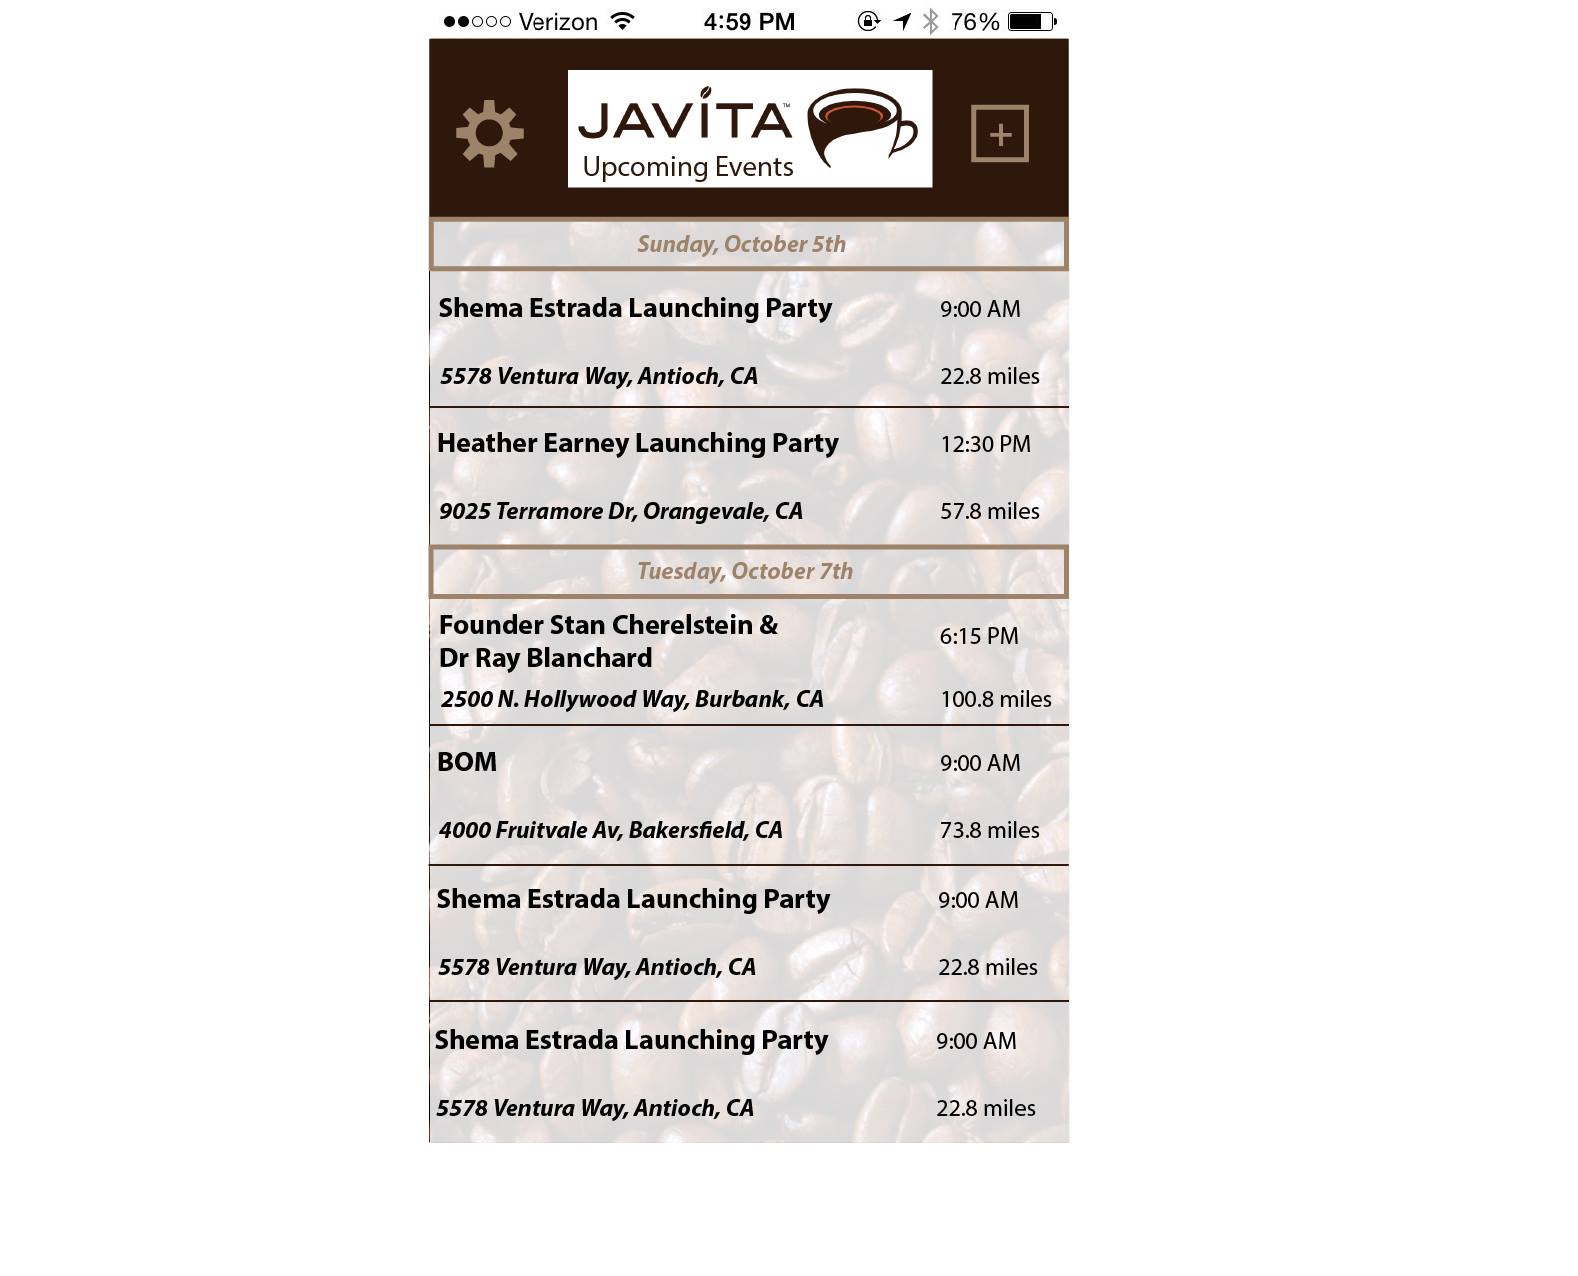 Verizon 4:59 PM 76%
JAVITA™
Upcoming Events
+
Sunday, October 5th
Shema Estrada Launching Party 9:00 AM
5578 Ventura Way, Antioch, CA 22.8 miles
Heather Earney Launching Party 12:30 PM
9025 Terramore Dr, Orangevale, CA 57.8 miles
Tuesday, October 7th
Founder Stan Cherelstein & 6:15 PM
Dr Ray Blanchard
2500 N. Hollywood Way, Burbank, CA 100.8 miles
BOM 9:00 AM
4000 Fruitvale Av, Bakersfield, CA 73.8 miles
Shema Estrada Launching Party 9:00 AM
5578 Ventura Way, Antioch, CA 22.8 miles
Shema Estrada Launching Party 9:00 AM
5578 Ventura Way, Antioch, CA 22.8 miles